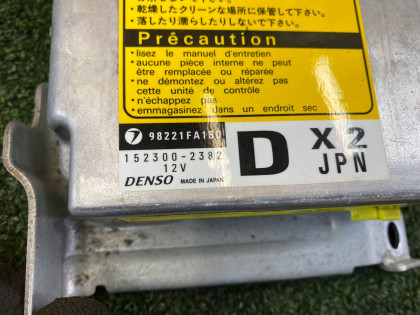 ・乾燥したクリーンな場所に保管して下さい。
・落したり濡らしたりしないで下さい。
Précaution
•lisez le manuel d'entretien
•aucune pièce interne ne peut
être remplacée ou réparée
•ne démontez ou altérez pas
cette unité de contrôle
•n'échappez pas
•emmagasinez dans un endroit sec
7 98221FA150
152300-2382
12V
DENSO MADE IN JAPAN
D X2
JPN